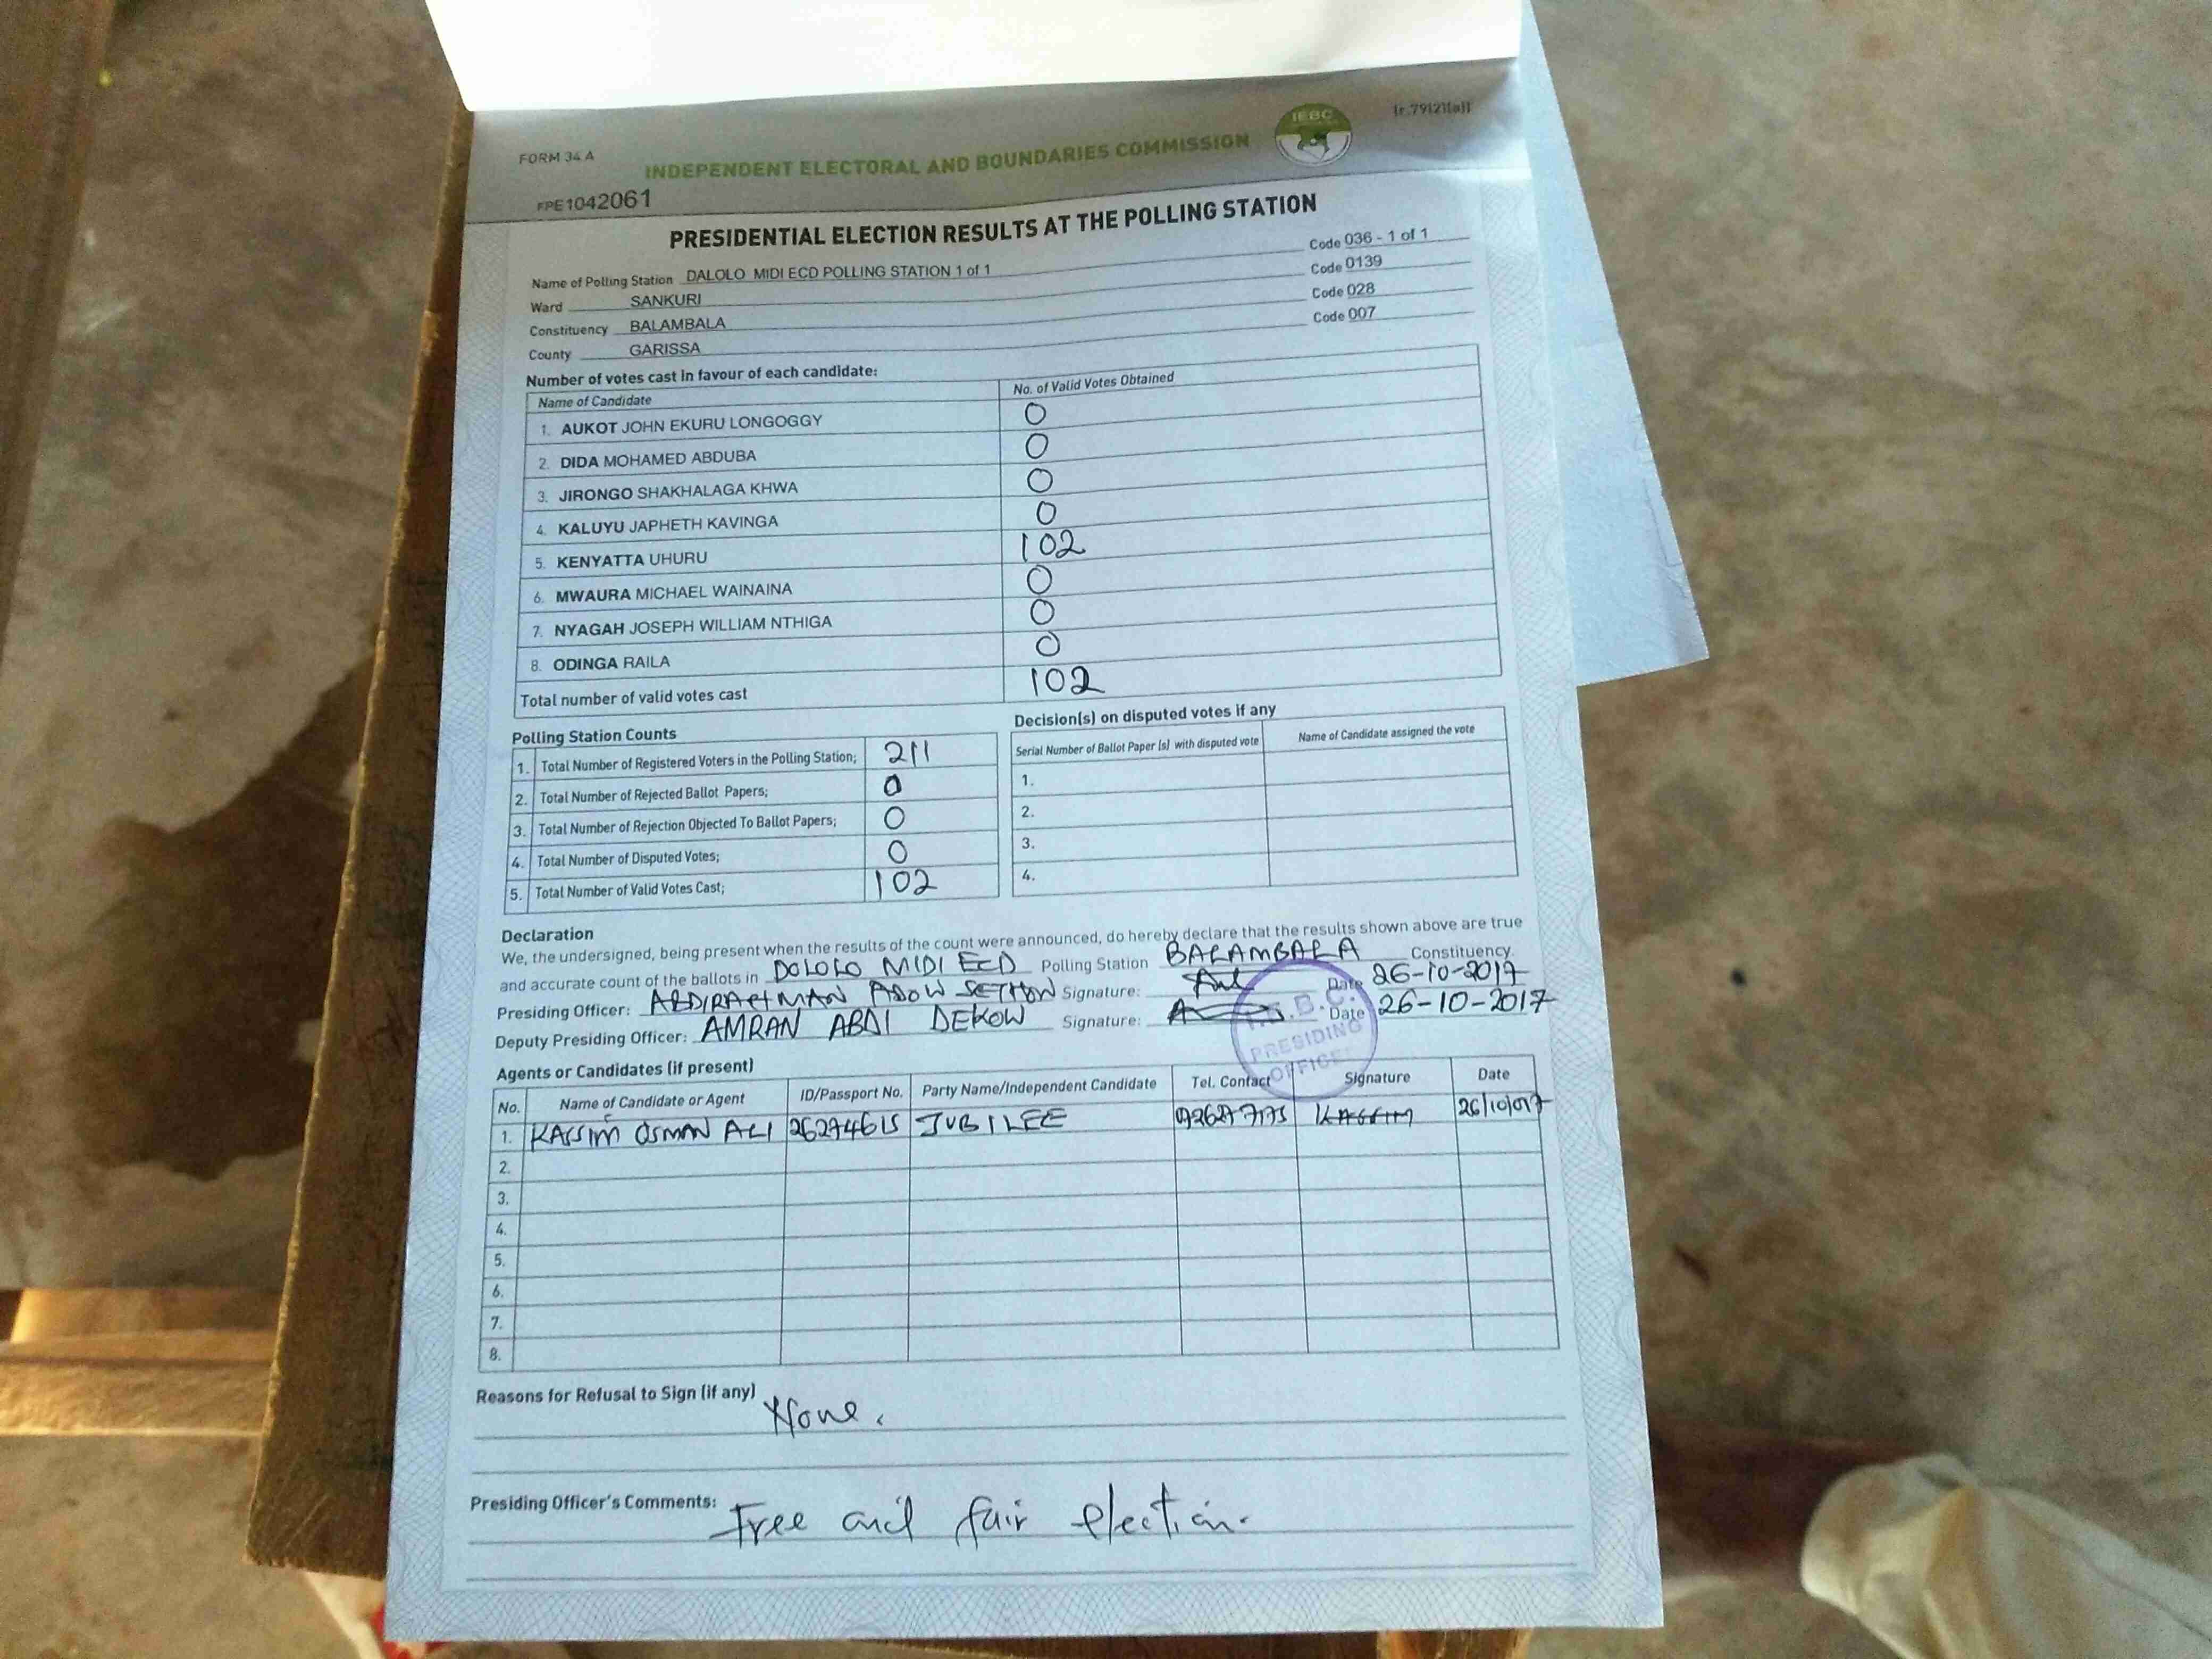 [r.79(2)(a)]
FORM 34 A
INDEPENDENT ELECTORAL AND BOUNDARIES COMMISSION
IEBC
FPE1042061
PRESIDENTIAL ELECTION RESULTS AT THE POLLING STATION
Name of Polling Station DALOLO MIDI ECD POLLING STATION 1 of 1 Code 036 - 1 of 1
Ward SANKURI Code 0139
Constituency BALAMBALA Code 028
County GARISSA Code 007
Number of votes cast in favour of each candidate:
Name of Candidate No. of Valid Votes Obtained
1. AUKOT JOHN EKURU LONGOGGY 0
2. DIDA MOHAMED ABDUBA 0
3. JIRONGO SHAKHALAGA KHWA 0
4. KALUYU JAPHETH KAVINGA 0
5. KENYATTA UHURU 102
6. MWAURA MICHAEL WAINAINA 0
7. NYAGAH JOSEPH WILLIAM NTHIGA 0
8. ODINGA RAILA 0
Total number of valid votes cast 102
Polling Station Counts
1. Total Number of Registered Voters in the Polling Station; 211
2. Total Number of Rejected Ballot Papers; 0
3. Total Number of Rejection Objected To Ballot Papers; 0
4. Total Number of Disputed Votes; 0
5. Total Number of Valid Votes Cast; 102
Decision(s) on disputed votes if any
Serial Number of Ballot Paper (s) with disputed vote Name of Candidate assigned the vote
1.
2.
3.
4.
Declaration
We, the undersigned, being present when the results of the count were announced, do hereby declare that the results shown above are true
and accurate count of the ballots in DOLOLO MIDI ECD Polling Station BALAMBALA Constituency.
Presiding Officer: ABDIRAHMAN ADOW Signature: Date 26-10-2017
Deputy Presiding Officer: AMRAN ABDI DEKOW Signature: Date 26-10-2017
I.E.B.C.
PRESIDING
OFFICER
Agents or Candidates (if present)
No. Name of Candidate or Agent ID/Passport No. Party Name/Independent Candidate Tel. Contact Signature Date
1. KASSIM OSMAN ALI 26274615 JUBILEE KASSIM 26/10/017
2.
3.
4.
5.
6.
7.
8.
Reasons for Refusal to Sign (if any) None.
Presiding Officer's Comments: Free and fair election.